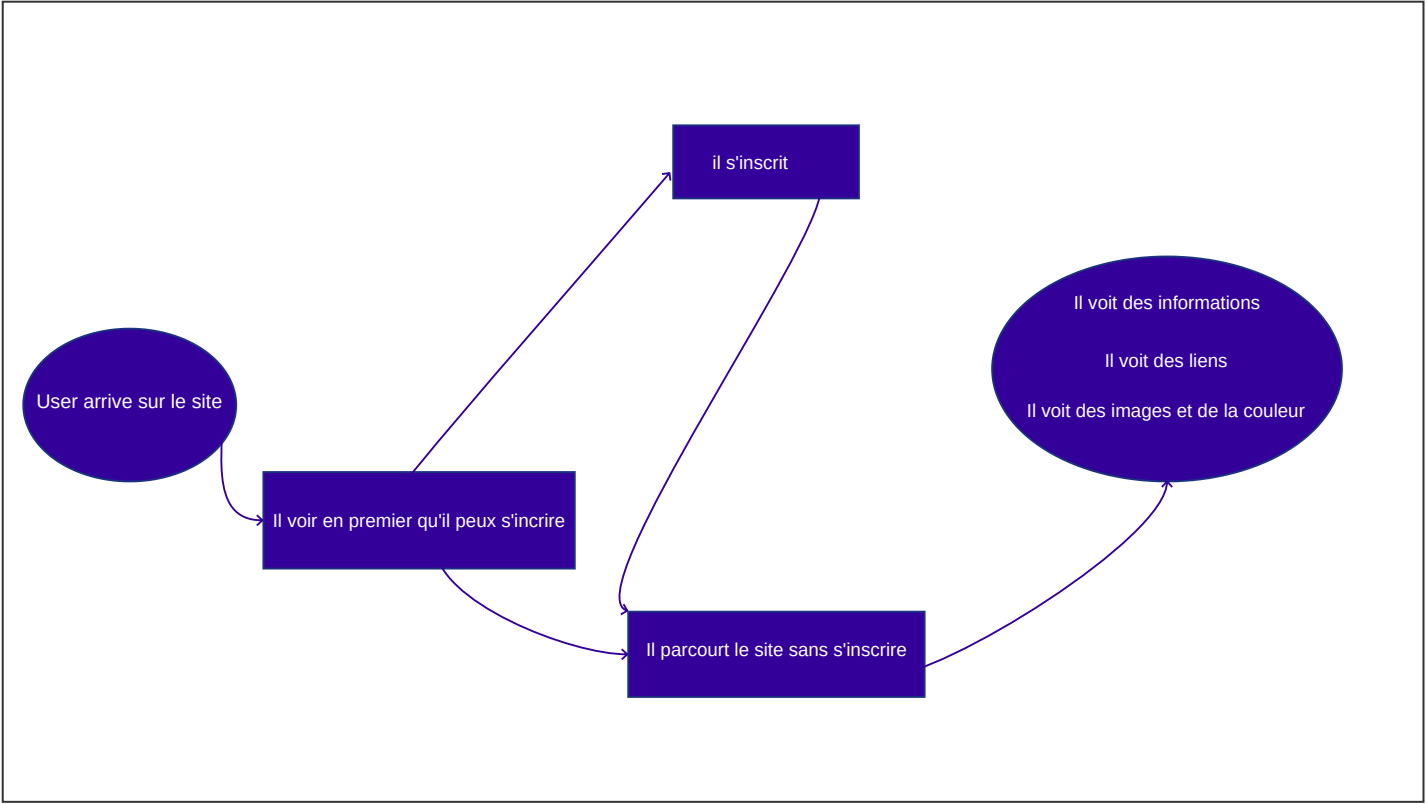 User arrive sur le site
Il voir en premier qu'il peux s'incrire
il s'inscrit
Il parcourt le site sans s'inscrire
Il voit des informations
Il voit des liens
Il voit des images et de la couleur